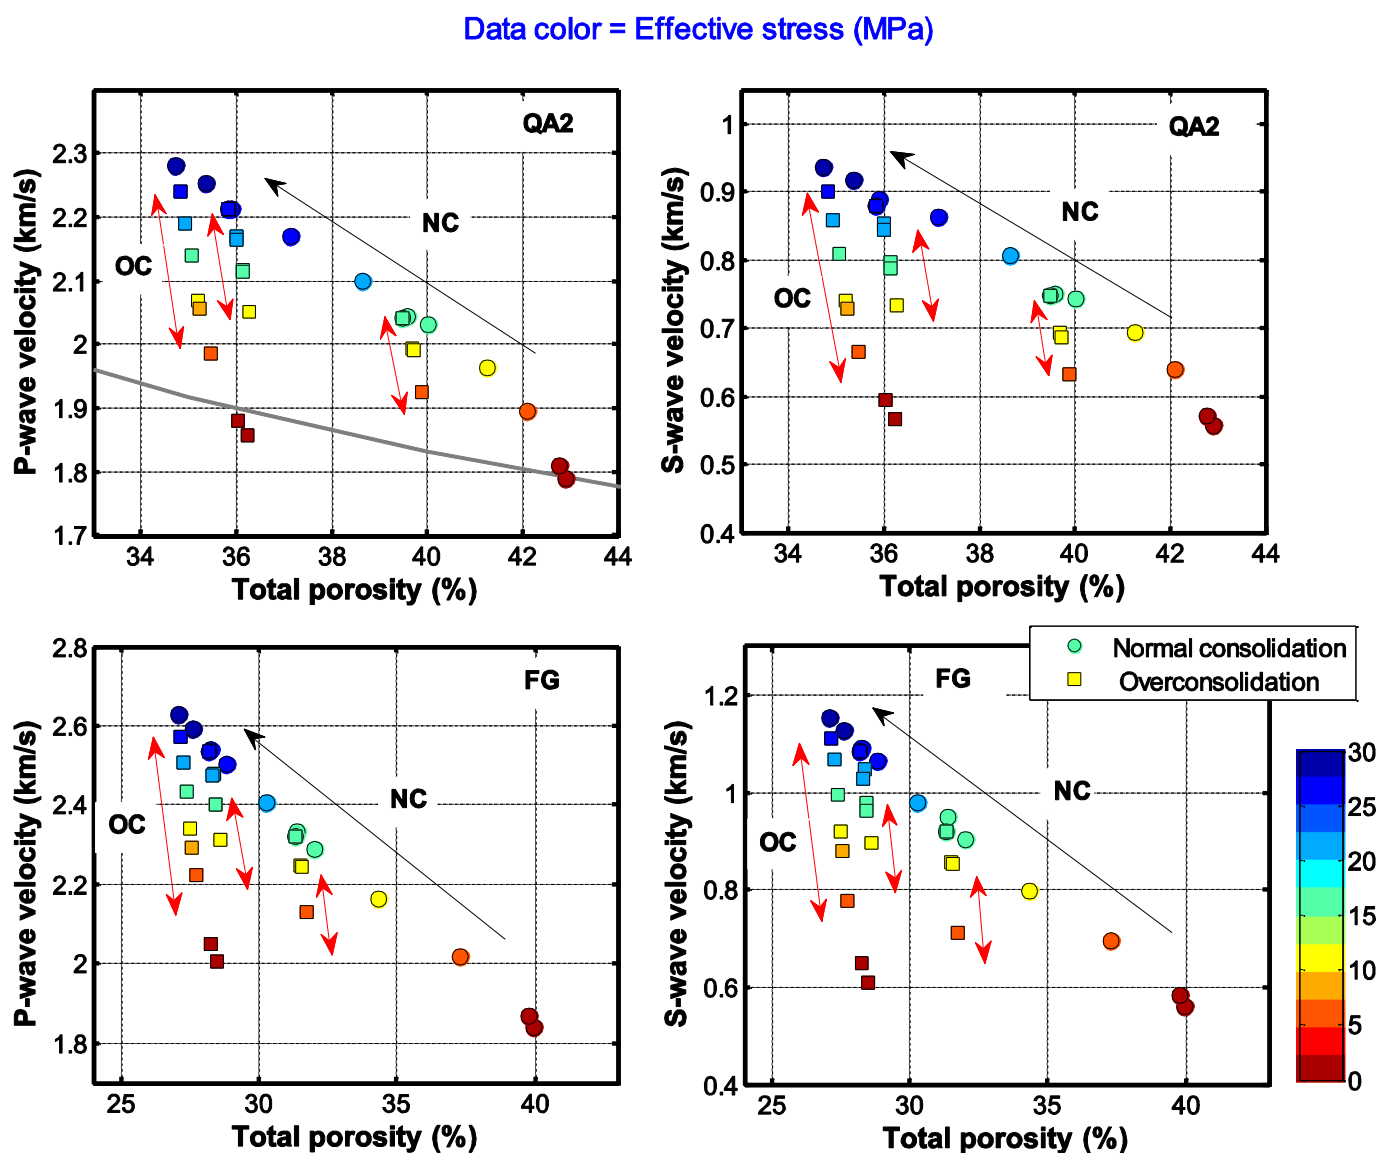 Data color = Effective stress (MPa)
QA2
2.3
2.2
2.1
2
1.9
1.8
1.7
P-wave velocity (km/s)
NC
OC
34
36
38
40
42
44
Total porosity (%)
QA2
1
0.9
0.8
0.7
0.6
0.5
0.4
S-wave velocity (km/s)
NC
OC
34
36
38
40
42
44
Total porosity (%)
FG
2.8
2.6
2.4
2.2
2
1.8
P-wave velocity (km/s)
NC
OC
25
30
35
40
Total porosity (%)
Normal consolidation
Overconsolidation
FG
1.2
1
0.8
0.6
0.4
S-wave velocity (km/s)
NC
OC
25
30
35
40
Total porosity (%)
30
25
20
15
10
5
0